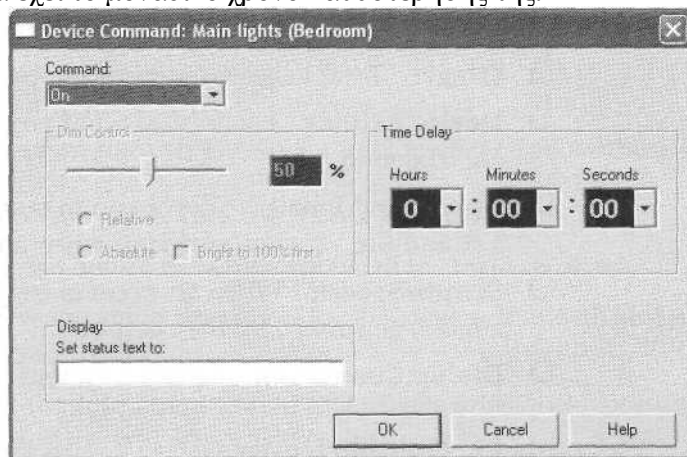 Device Command: Main lights (Bedroom)
Command:
On
Dim Control
50 %
Relative
Absolute Bright to 100% first
Time Delay
Hours Minutes Seconds
0 : 00 : 00
Display
Set status text to:
OK Cancel Help